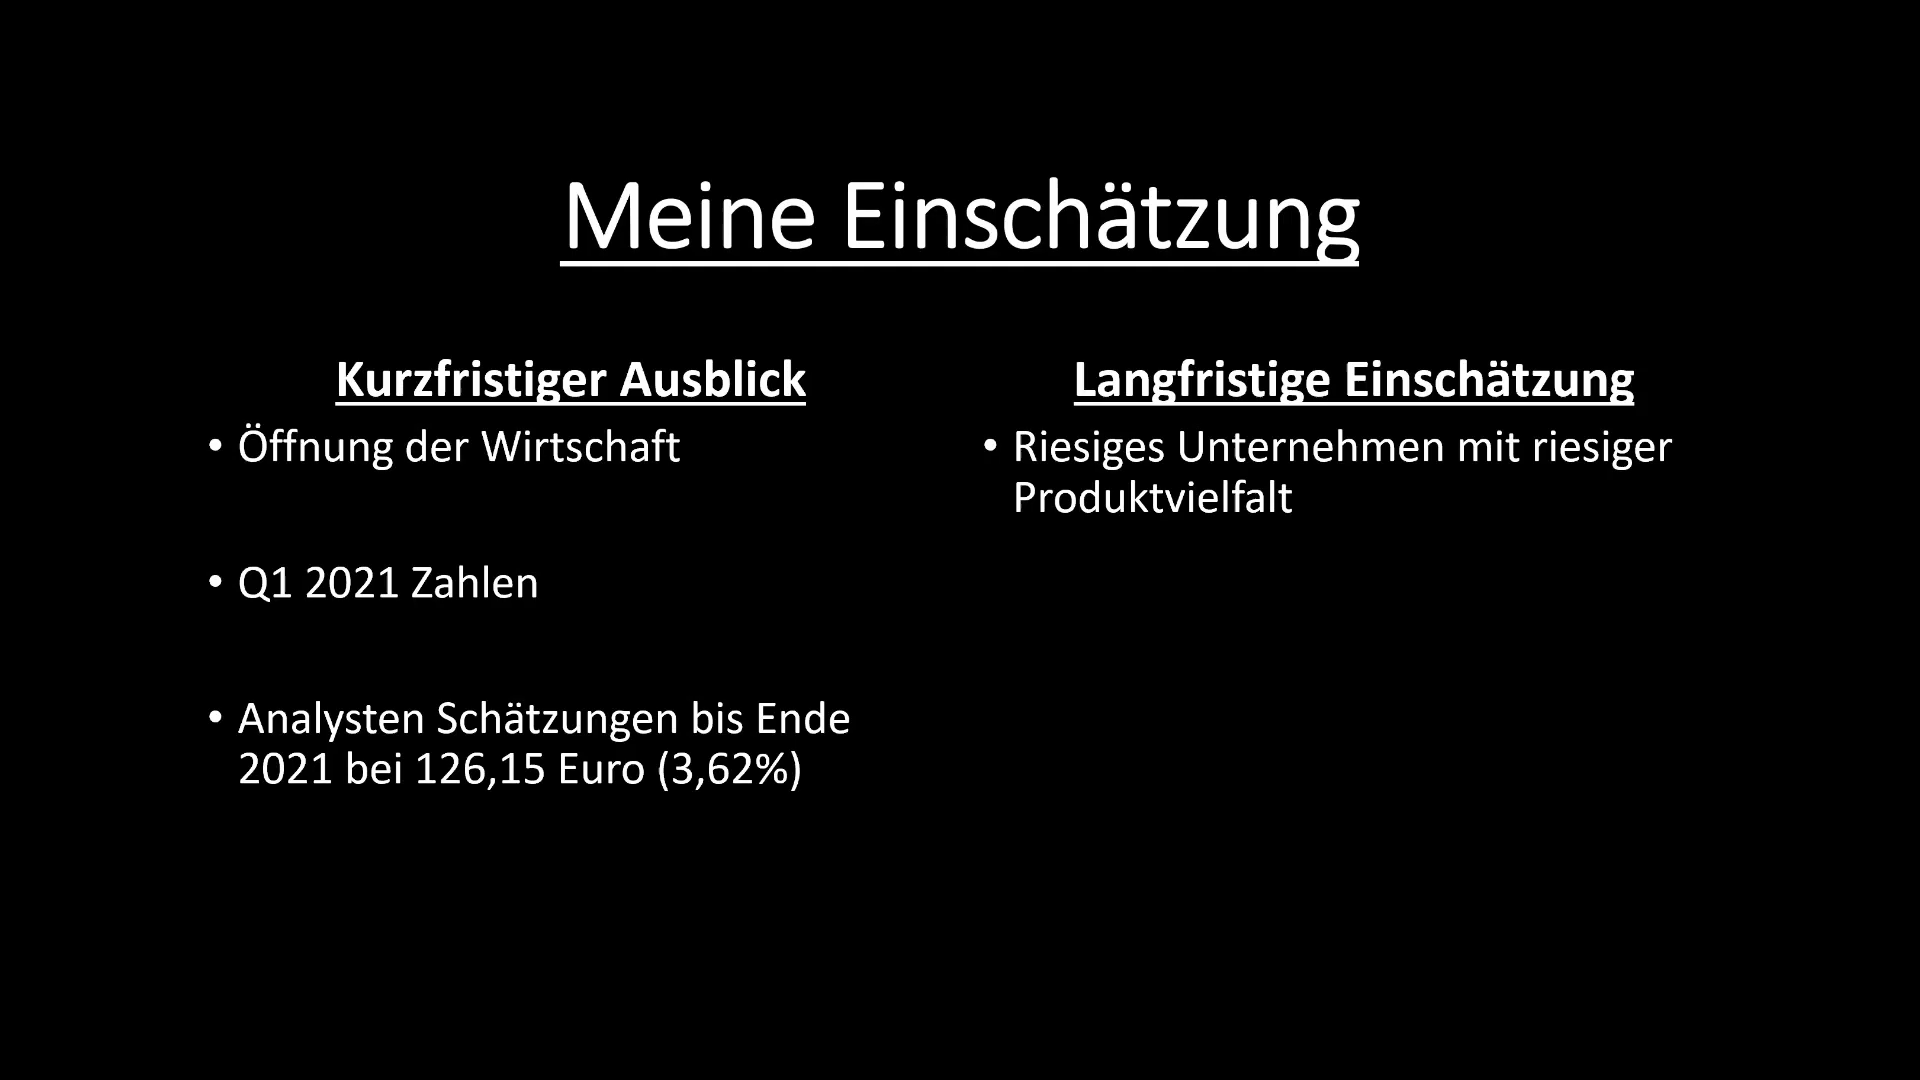 Meine Einschätzung
Kurzfristiger Ausblick
• Öffnung der Wirtschaft
• Q1 2021 Zahlen
• Analysten Schätzungen bis Ende
2021 bei 126,15 Euro (3,62%)
Langfristige Einschätzung
• Riesiges Unternehmen mit riesiger
Produktvielfalt